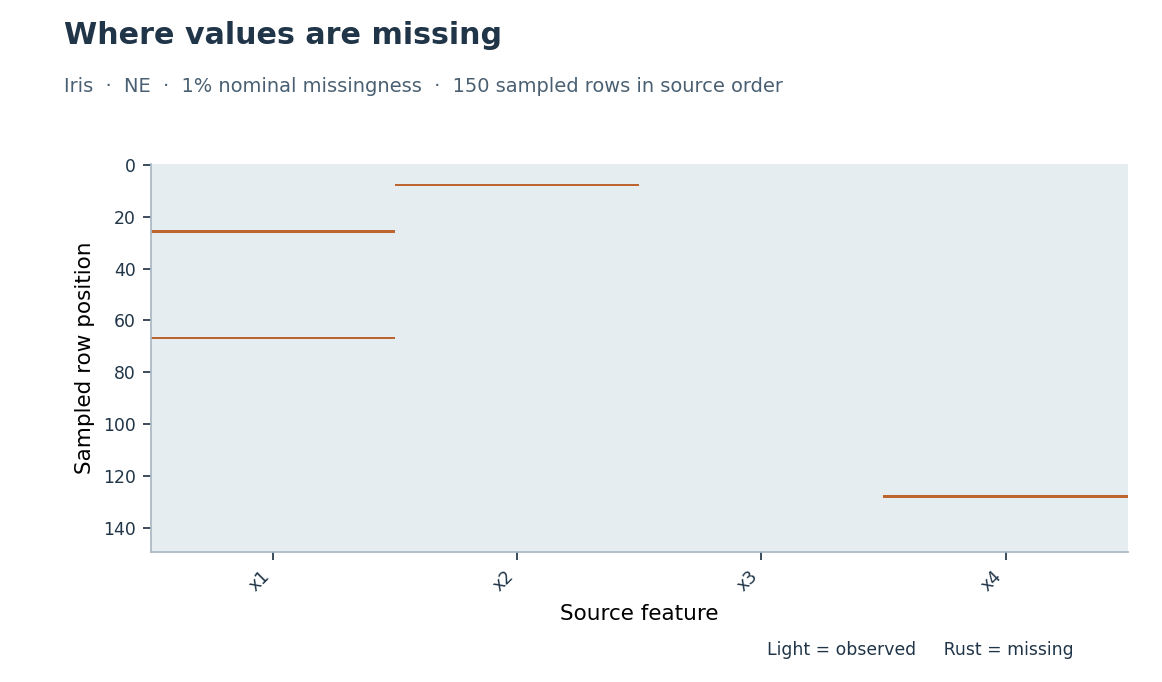 Where values are missing
Iris · NE · 1% nominal missingness · 150 sampled rows in source order
0
20
40
60
80
100
120
140
Sampled row position
x1 x2 x3 x4
Source feature
Light = observed Rust = missing